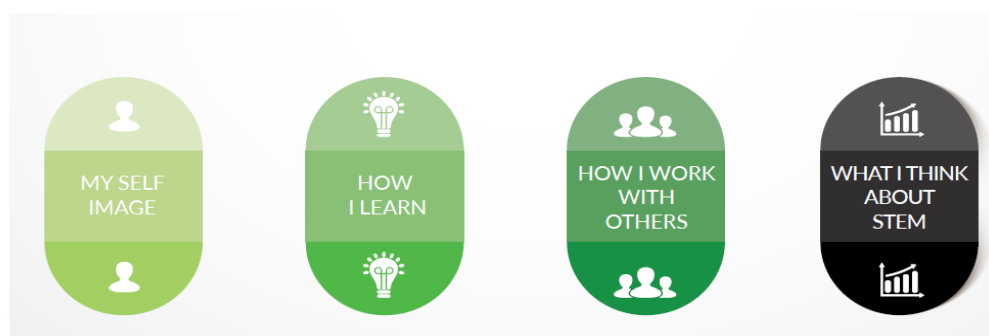 MY SELF
IMAGE
HOW
I LEARN
HOW I WORK
WITH
OTHERS
WHAT I THINK
ABOUT
STEM